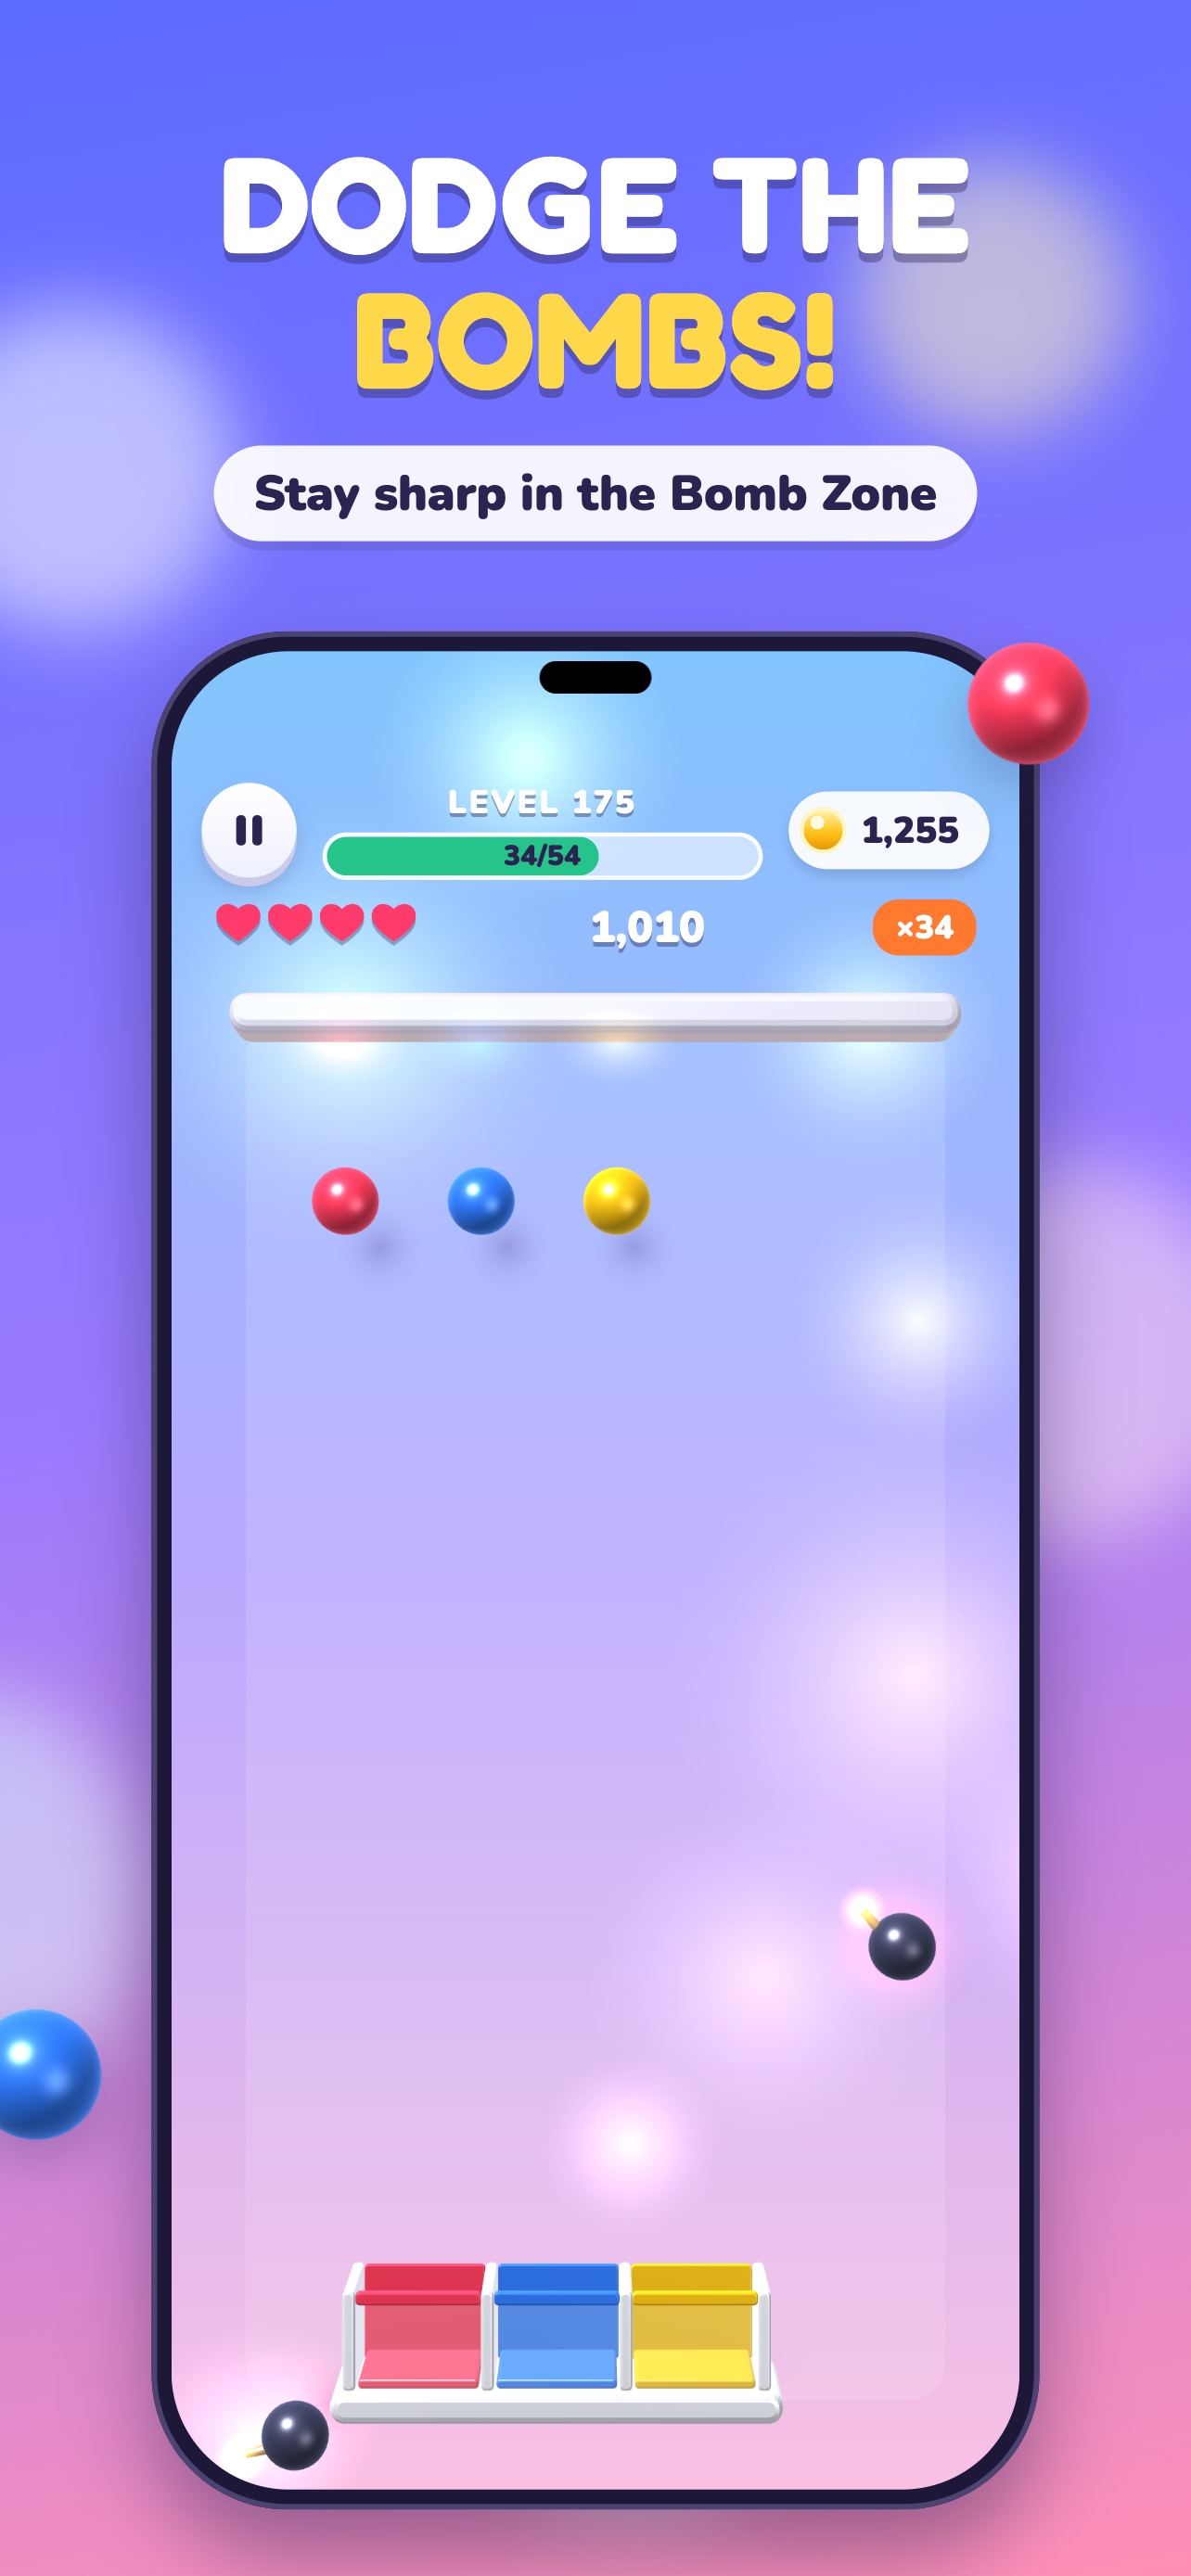 DODGE THE
BOMBS!
Stay sharp in the Bomb Zone
LEVEL 175
34/54
1,255
1,010
×34